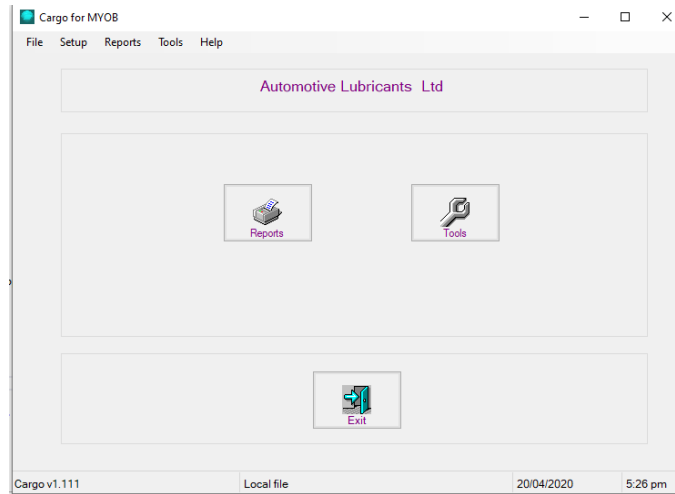 Cargo for MYOB
File Setup Reports Tools Help
Automotive Lubricants Ltd
Reports Tools
Exit
Cargo v1.111 Local file 20/04/2020 5:26 pm